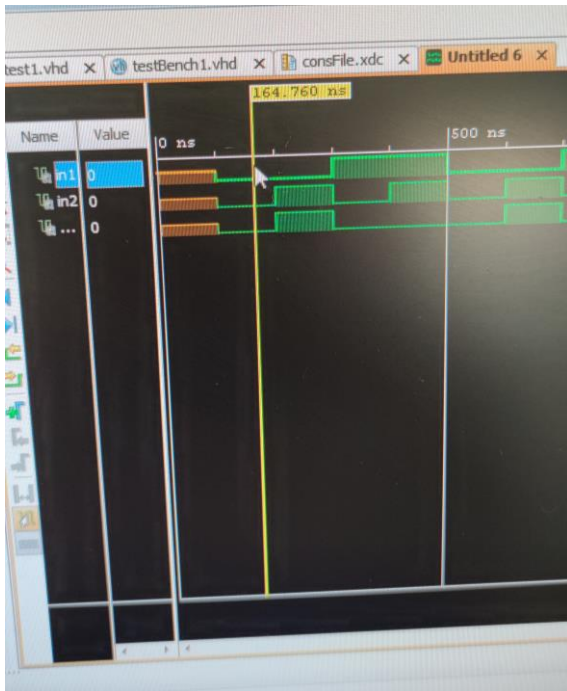 test1.vhd × testBench1.vhd × consFile.xdc × Untitled 6 ×
164.760 ns
Name Value
0 ns 500 ns
in1 0
in2 0
... 0